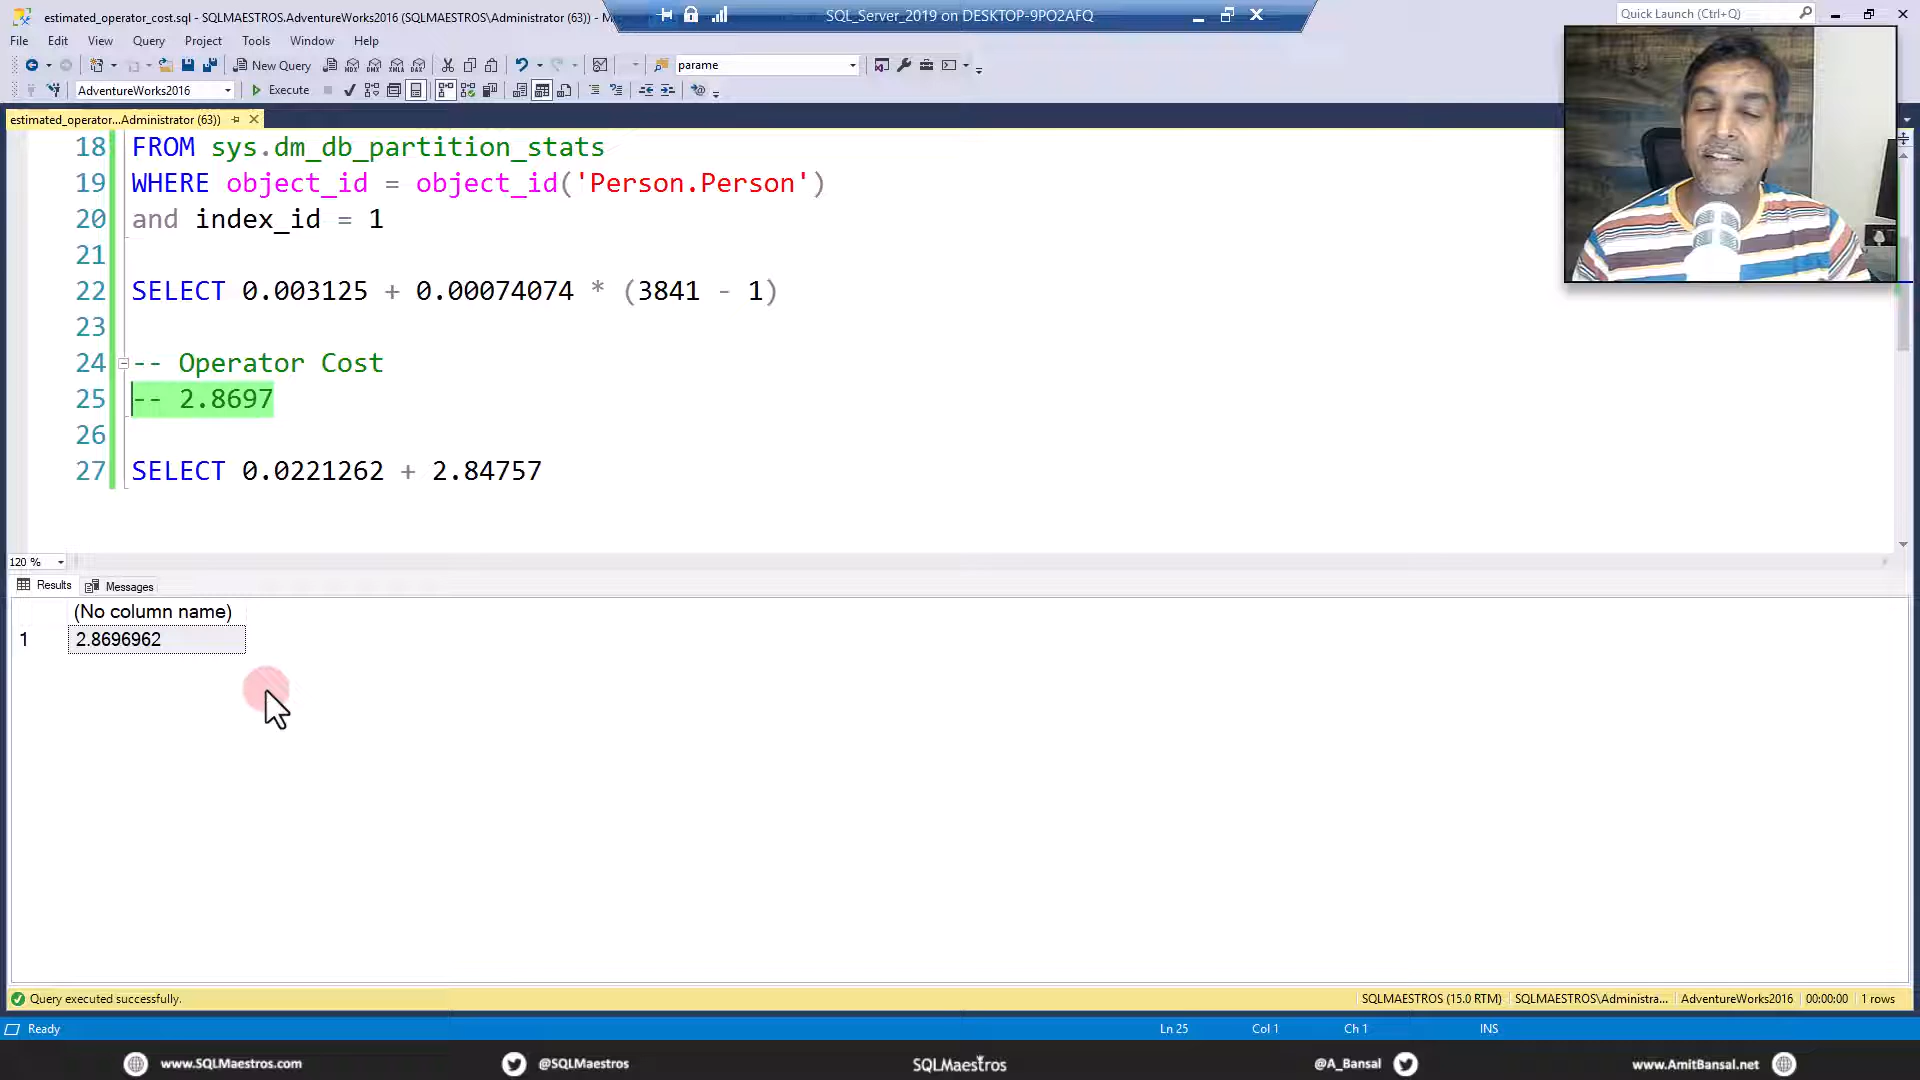 estimated_operator_cost.sql - SQLMAESTROS.AdventureWorks2016 (SQLMAESTROS\Administrator (63)) - M
SQL_Server_2019 on DESKTOP-9PO2AFQ
Quick Launch (Ctrl+Q)
File Edit View Query Project Tools Window Help
New Query
parame
AdventureWorks2016
Execute
estimated_operator...Administrator (63))
18 FROM sys.dm_db_partition_stats
19 WHERE object_id = object_id('Person.Person')
20 and index_id = 1
21
22 SELECT 0.003125 + 0.00074074 * (3841 - 1)
23
24 -- Operator Cost
25 -- 2.8697
26
27 SELECT 0.0221262 + 2.84757
120 %
Results Messages
(No column name)
1 2.8696962
Query executed successfully.
SQLMAESTROS (15.0 RTM) SQLMAESTROS\Administra... AdventureWorks2016 00:00:00 1 rows
Ready
Ln 25 Col 1 Ch 1 INS
www.SQLMaestros.com @SQLMaestros SQLMaestros @A_Bansal www.AmitBansal.net